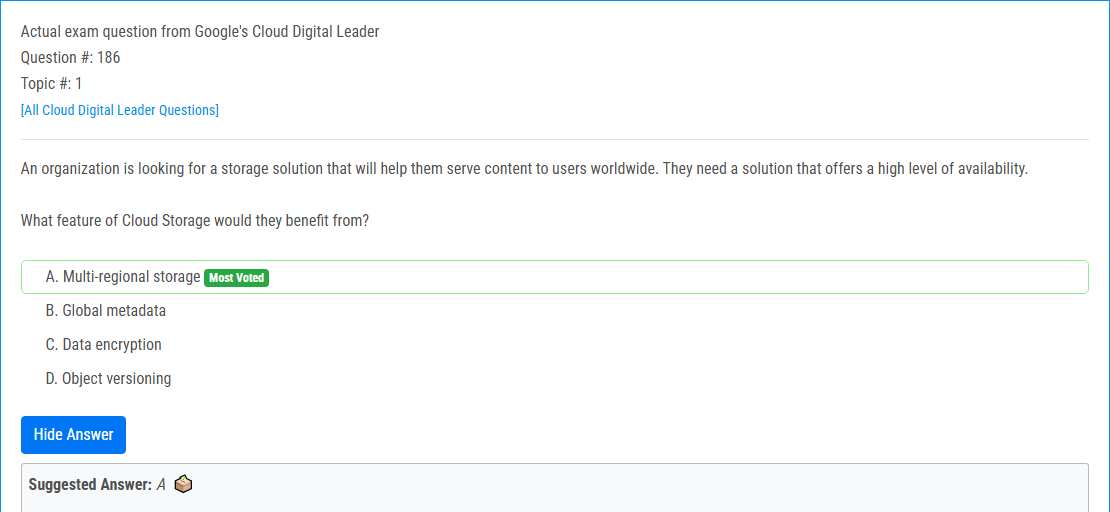 Actual exam question from Google's Cloud Digital Leader
Question #: 186
Topic #: 1
[All Cloud Digital Leader Questions]
An organization is looking for a storage solution that will help them serve content to users worldwide. They need a solution that offers a high level of availability.
What feature of Cloud Storage would they benefit from?
A. Multi-regional storage Most Voted
B. Global metadata
C. Data encryption
D. Object versioning
Hide Answer
Suggested Answer: A